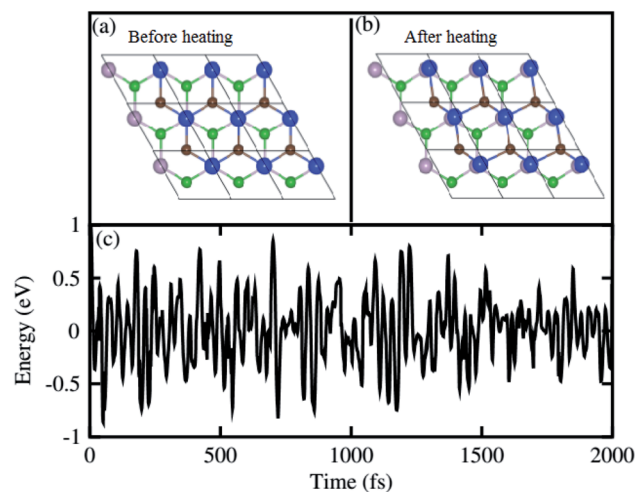 (a)
Before heating
(b)
After heating
(c)
1
0.5
0
-0.5
-1
Energy (eV)
0
500
1000
1500
2000
Time (fs)